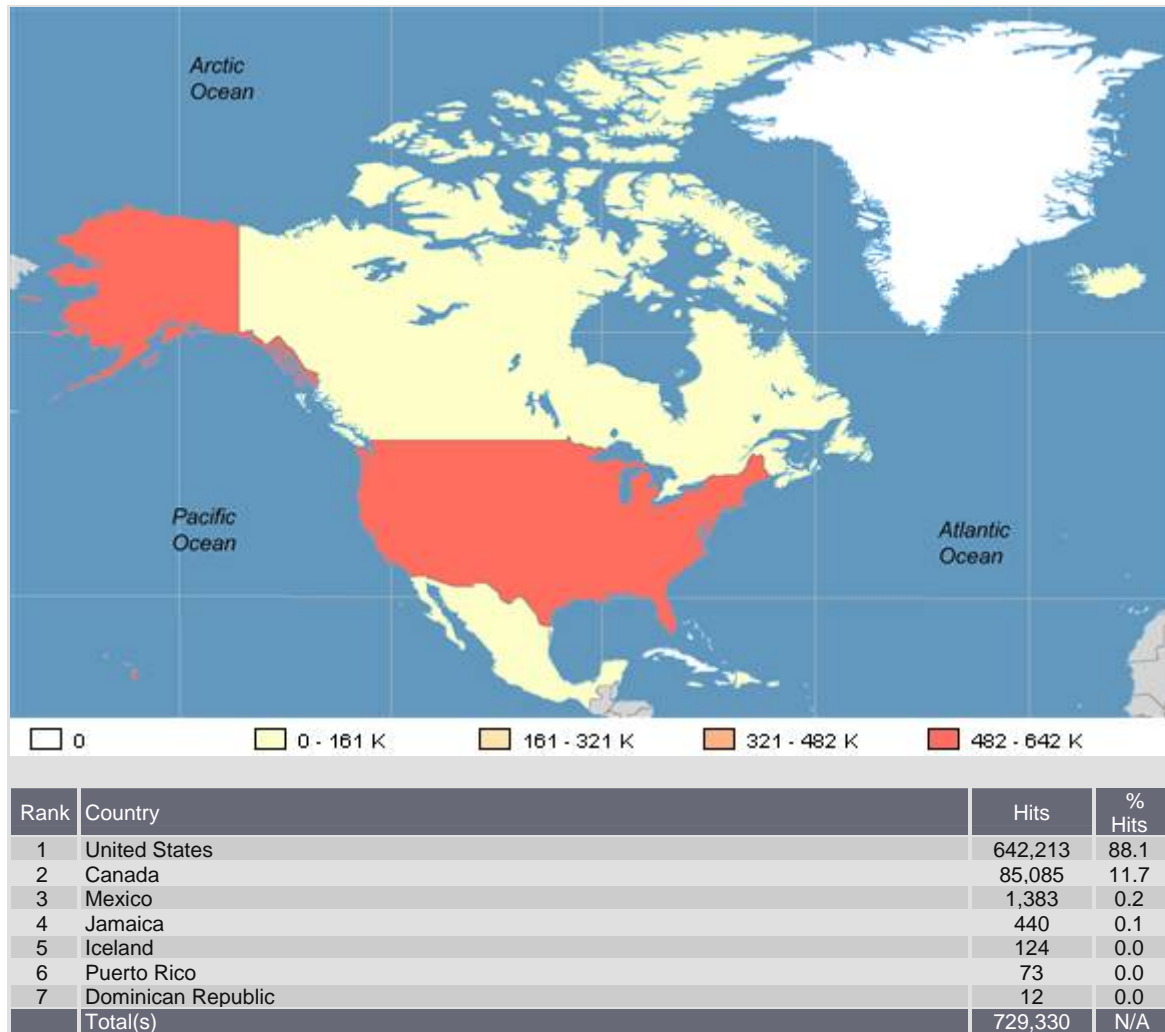 Arctic
Ocean
Pacific
Ocean
Atlantic
Ocean
0 0 - 161 K 161 - 321 K 321 - 482 K 482 - 642 K
Rank Country Hits %
Hits
1 United States 642,213 88.1
2 Canada 85,085 11.7
3 Mexico 1,383 0.2
4 Jamaica 440 0.1
5 Iceland 124 0.0
6 Puerto Rico 73 0.0
7 Dominican Republic 12 0.0
Total(s) 729,330 N/A